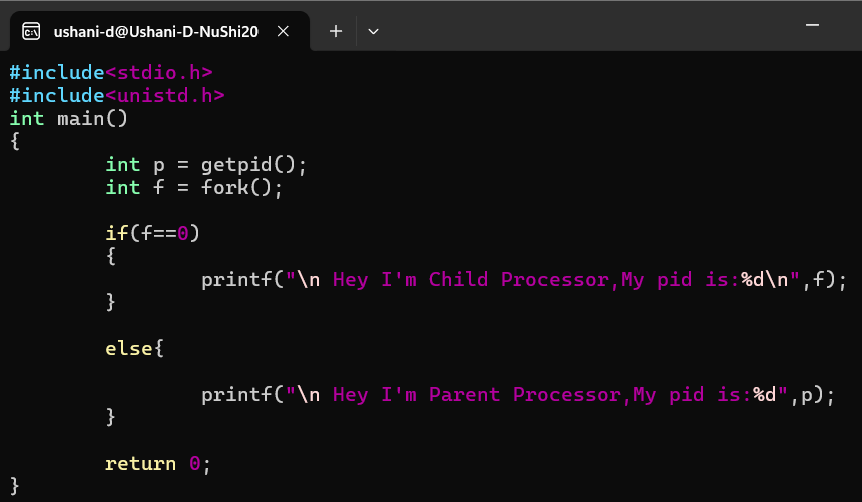 ushani-d@Ushani-D-NuShi20
#include<stdio.h>
#include<unistd.h>
int main()
{
        int p = getpid();
        int f = fork();

        if(f==0)
        {
                printf("\n Hey I'm Child Processor,My pid is:%d\n",f);
        }

        else{

                printf("\n Hey I'm Parent Processor,My pid is:%d",p);
        }

        return 0;
}